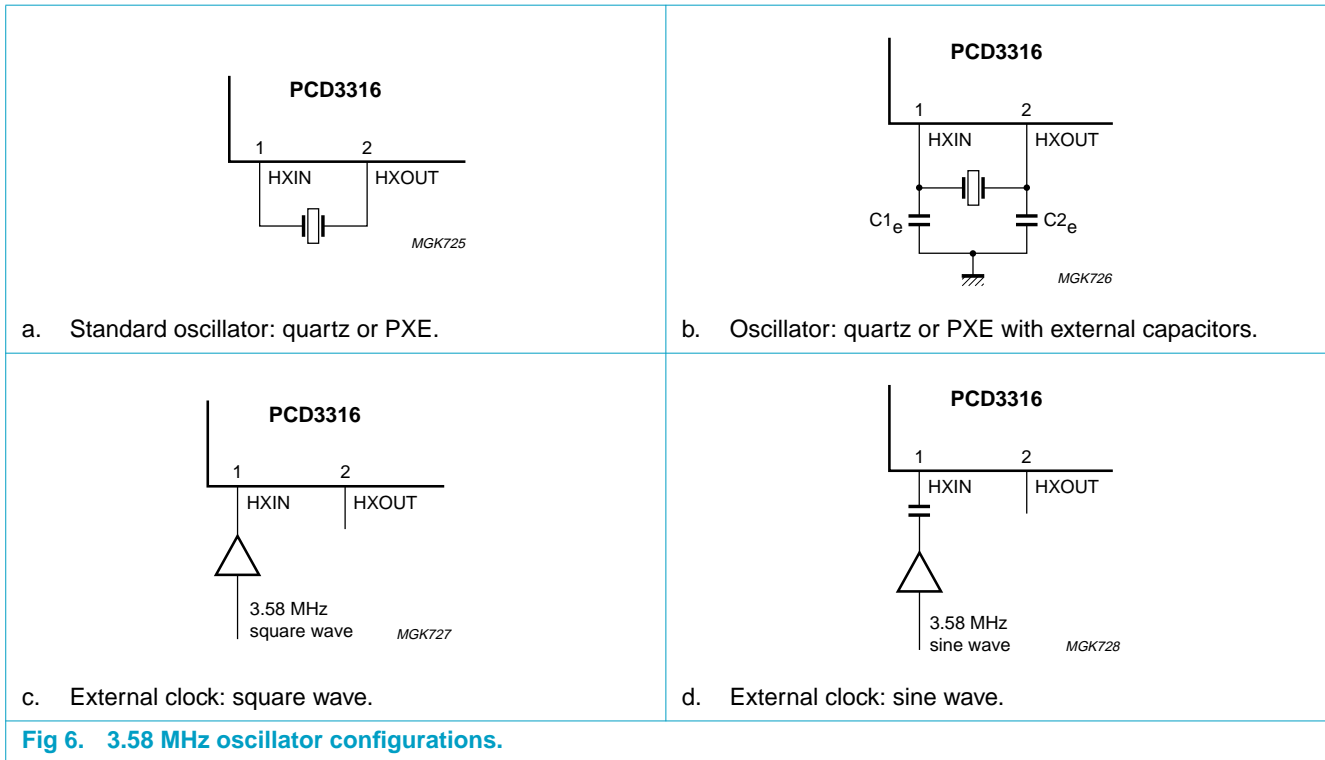 PCD3316
1 2
HXIN HXOUT
MGK725
a. Standard oscillator: quartz or PXE.
PCD3316
1 2
HXIN HXOUT
C1e C2e
MGK726
b. Oscillator: quartz or PXE with external capacitors.
PCD3316
1 2
HXIN HXOUT
3.58 MHz
square wave MGK727
c. External clock: square wave.
PCD3316
1 2
HXIN HXOUT
3.58 MHz
sine wave MGK728
d. External clock: sine wave.
Fig 6. 3.58 MHz oscillator configurations.